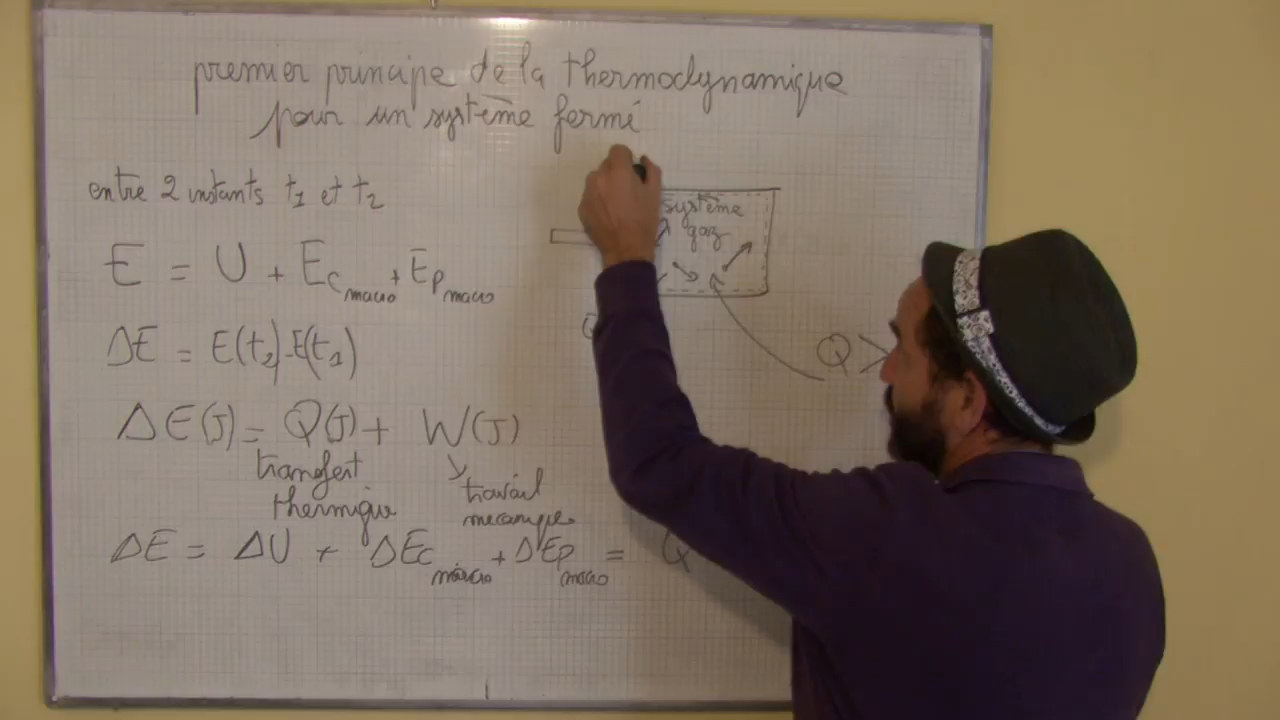 premier principe de la thermodynamique
pour un système fermé
entre 2 instants t1 et t2
système
gaz
E = U + Ec macro + Ep macro
ΔE = E(t2)-E(t1)
Q >
ΔE(J) = Q(J) + W(J)
transfert
thermique
travail
mecanique
ΔE = ΔU + ΔEc macro + ΔEp macro = Q